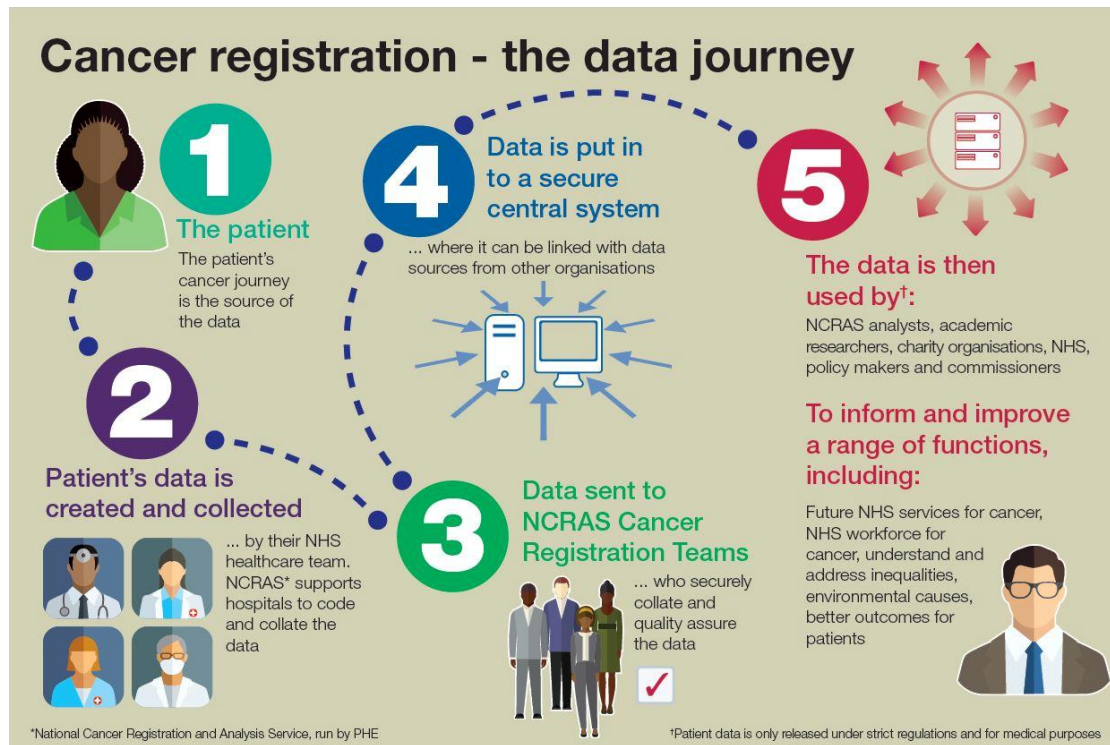 Cancer registration - the data journey
1
The patient
The patient's
cancer journey
is the source of
the data
2
Patient's data is
created and collected
... by their NHS
healthcare team.
NCRAS* supports
hospitals to code
and collate the
data
3
Data sent to
NCRAS Cancer
Registration Teams
... who securely
collate and
quality assure
the data
4
Data is put in
to a secure
central system
... where it can be linked with data
sources from other organisations
5
The data is then
used by†:
NCRAS analysts, academic
researchers, charity organisations, NHS,
policy makers and commissioners
To inform and improve
a range of functions,
including:
Future NHS services for cancer,
NHS workforce for
cancer, understand and
address inequalities,
environmental causes,
better outcomes for
patients
*National Cancer Registration and Analysis Service, run by PHE
†Patient data is only released under strict regulations and for medical purposes